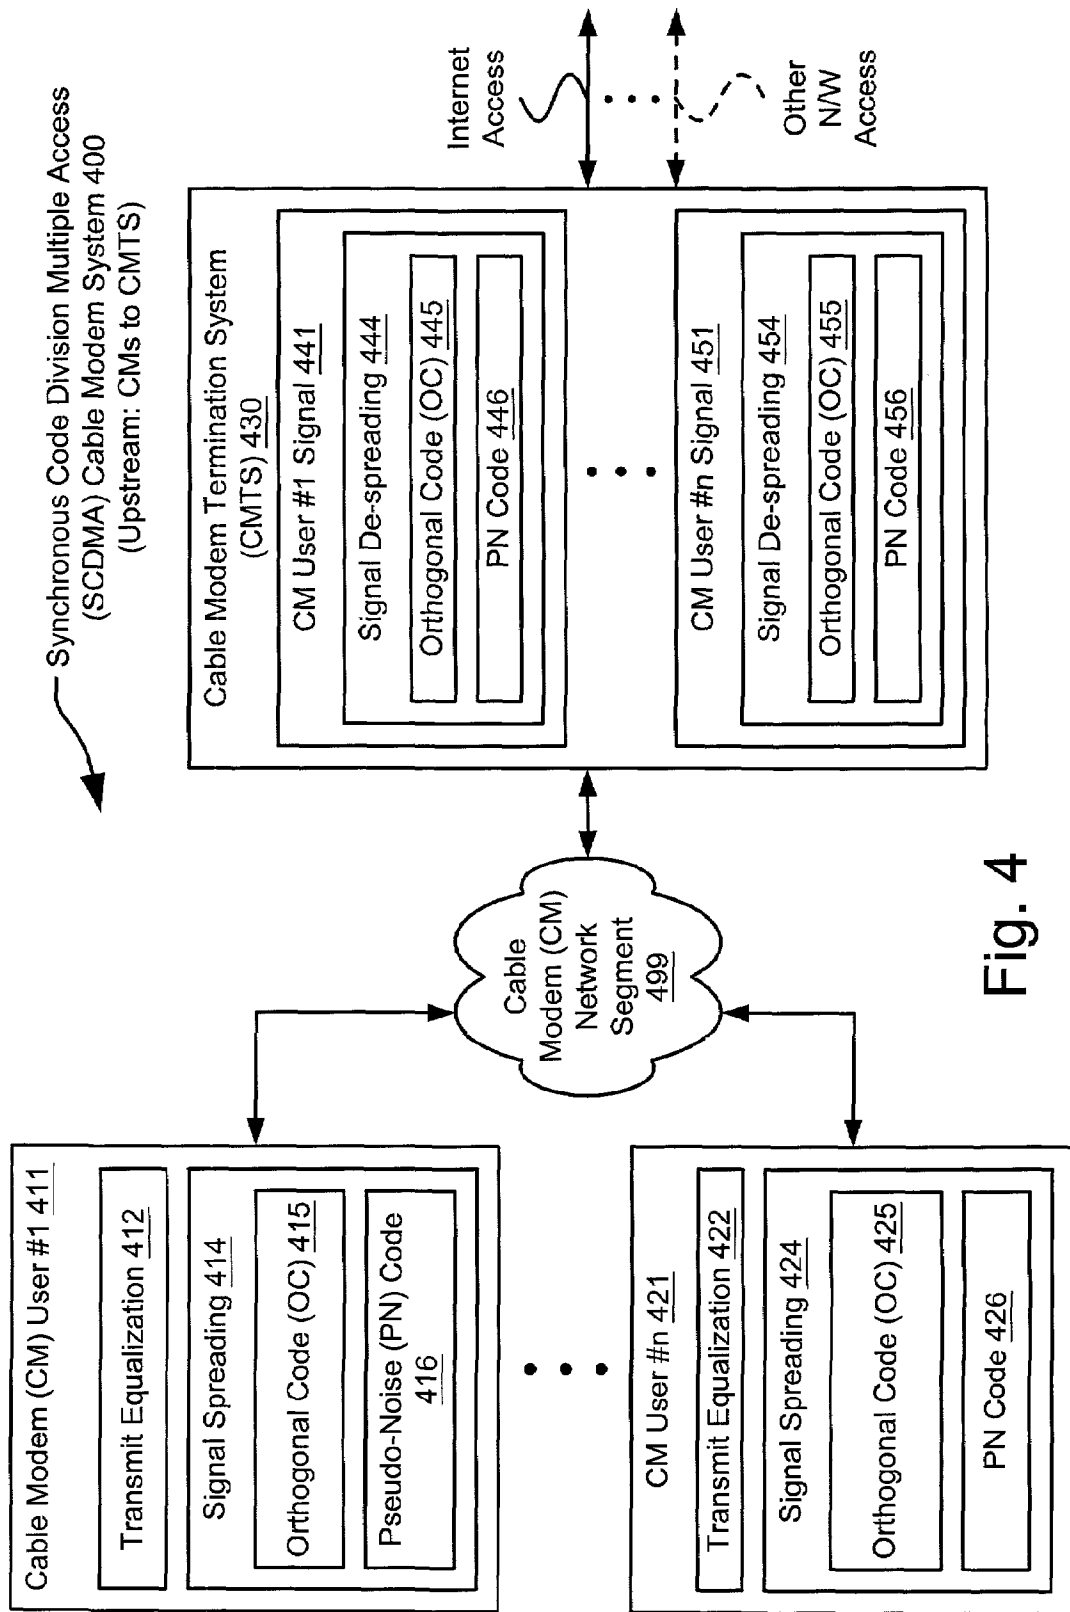 Synchronous Code Division Multiple Access
(SCDMA) Cable Modem System 400
(Upstream: CMs to CMTS)
Cable Modem (CM) User #1 411
Transmit Equalization 412
Signal Spreading 414
Orthogonal Code (OC) 415
Pseudo-Noise (PN) Code
416
CM User #n 421
Transmit Equalization 422
Signal Spreading 424
Orthogonal Code (OC) 425
PN Code 426
Cable
Modem (CM)
Network
Segment
499
Cable Modem Termination System
(CMTS) 430
CM User #1 Signal 441
Signal De-spreading 444
Orthogonal Code (OC) 445
PN Code 446
CM User #n Signal 451
Signal De-spreading 454
Orthogonal Code (OC) 455
PN Code 456
Internet
Access
Other
N/W
Access
Fig. 4